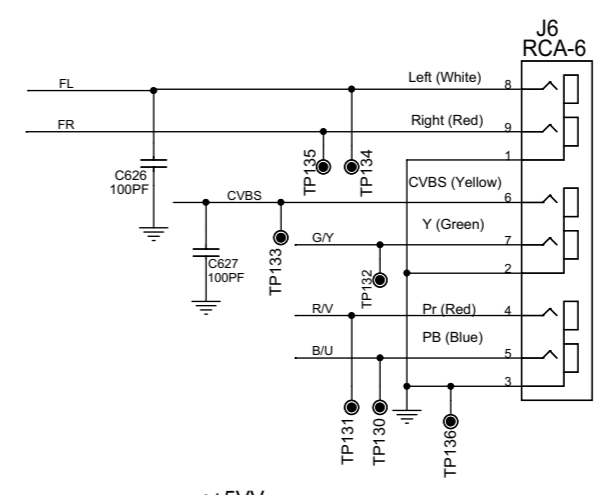 J6
RCA-6
FL
Left (White)
8
FR
Right (Red)
9
1
TP135
TP134
C626
100PF
CVBS
CVBS (Yellow)
6
G/Y
Y (Green)
7
C627
100PF
TP133
TP132
2
R/V
Pr (Red)
4
B/U
PB (Blue)
5
3
TP131
TP130
TP136